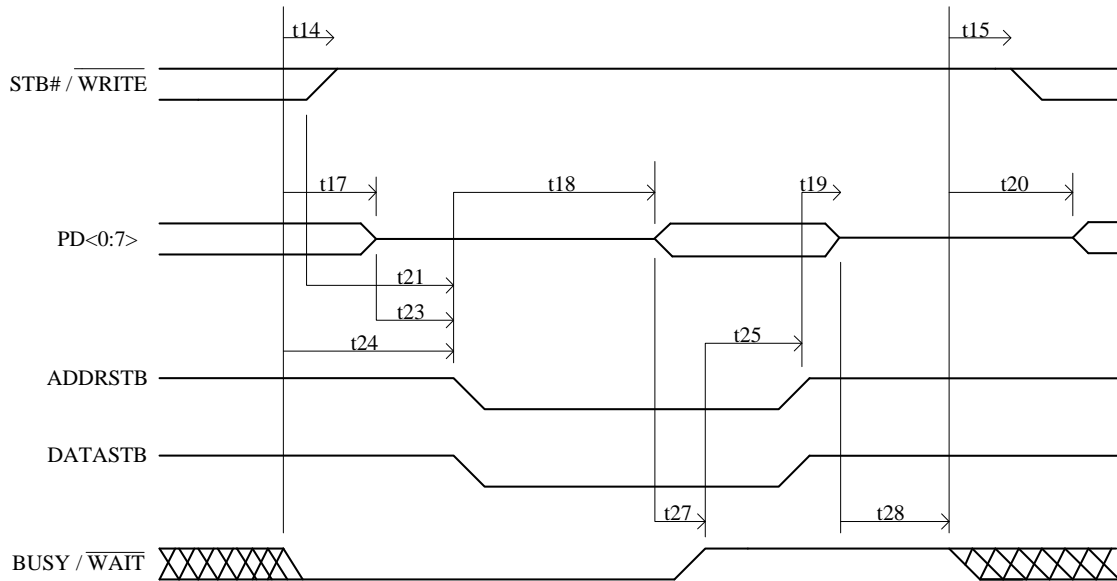 t14
t15
STB# / WRITE
t17
t18
t19
t20
PD<0:7>
t21
t23
t25
t24
ADDRSTB
DATASTB
t27
t28
BUSY / WAIT